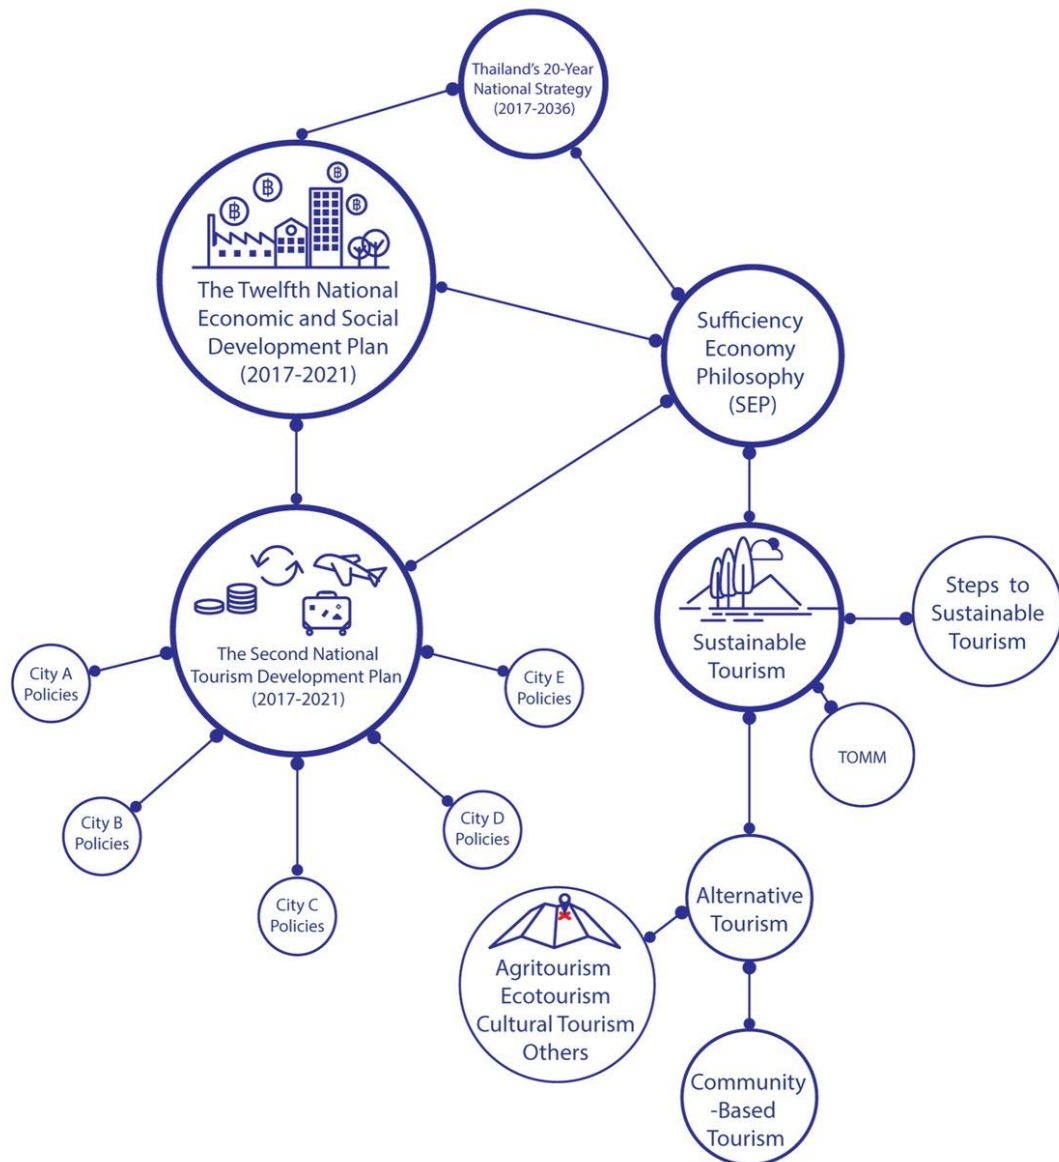 Thailand's 20-Year
National Strategy
(2017-2036)
฿
฿
฿
฿
The Twelfth National
Economic and Social
Development Plan
(2017-2021)
Sufficiency
Economy
Philosophy
(SEP)
The Second National
Tourism Development Plan
(2017-2021)
Sustainable
Tourism
Steps to
Sustainable
Tourism
City A
Policies
City E
Policies
TOMM
City B
Policies
City D
Policies
City C
Policies
Alternative
Tourism
Agritourism
Ecotourism
Cultural Tourism
Others
Community
-Based
Tourism